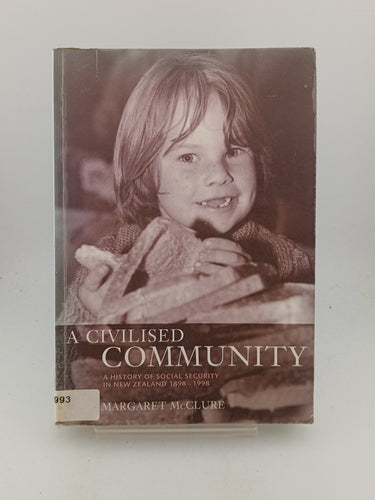 A CIVILISED
COMMUNITY
A HISTORY OF SOCIAL SECURITY
IN NEW ZEALAND 1898–1998
993
MARGARET McCLURE